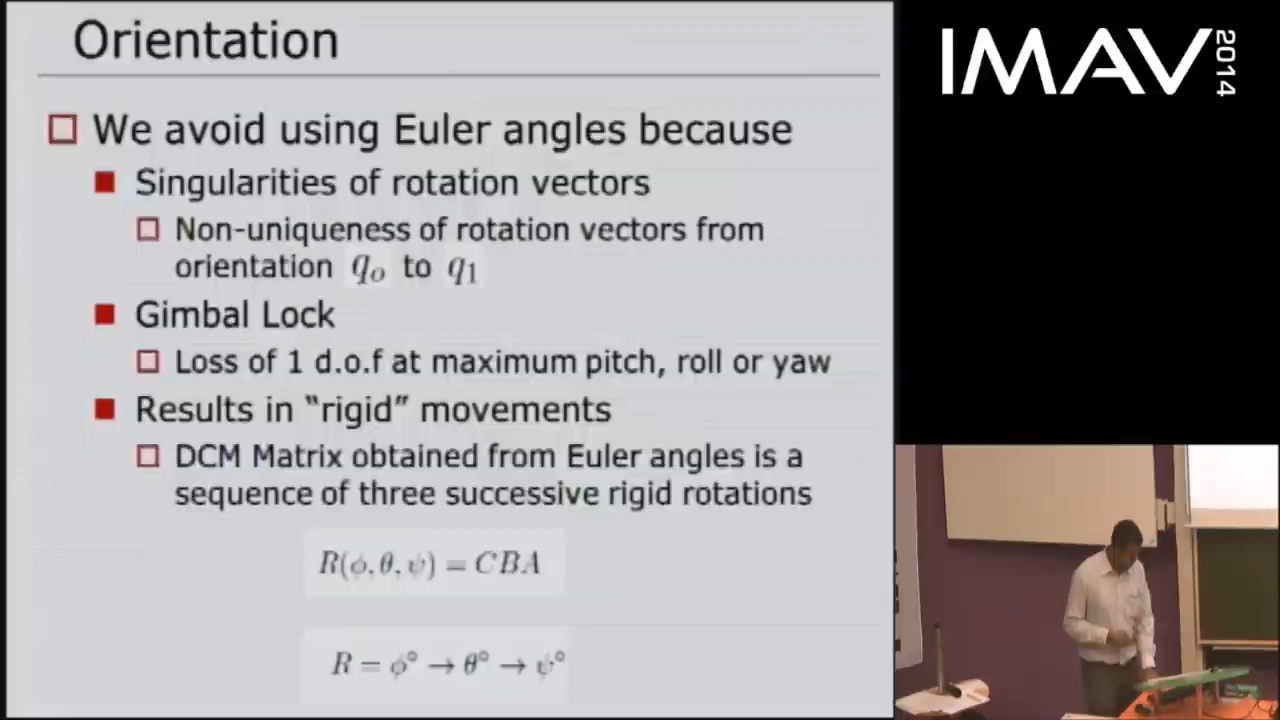 Orientation
We avoid using Euler angles because
Singularities of rotation vectors
Non-uniqueness of rotation vectors from
orientation q₀ to q₁
Gimbal Lock
Loss of 1 d.o.f at maximum pitch, roll or yaw
Results in “rigid” movements
DCM Matrix obtained from Euler angles is a
sequence of three successive rigid rotations
R(ϕ, θ, ψ) = CBA
R = ϕ° → θ° → ψ°
IMAV 2014